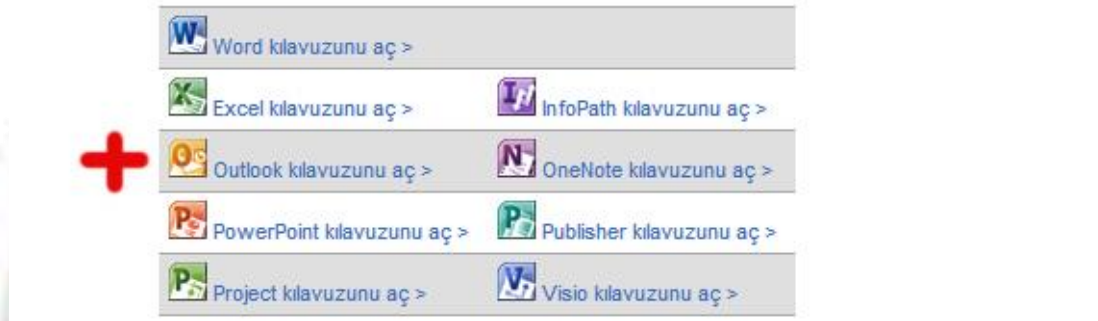 Word kılavuzunu aç >
Excel kılavuzunu aç >
InfoPath kılavuzunu aç >
Outlook kılavuzunu aç >
OneNote kılavuzunu aç >
PowerPoint kılavuzunu aç >
Publisher kılavuzunu aç >
Project kılavuzunu aç >
Visio kılavuzunu aç >